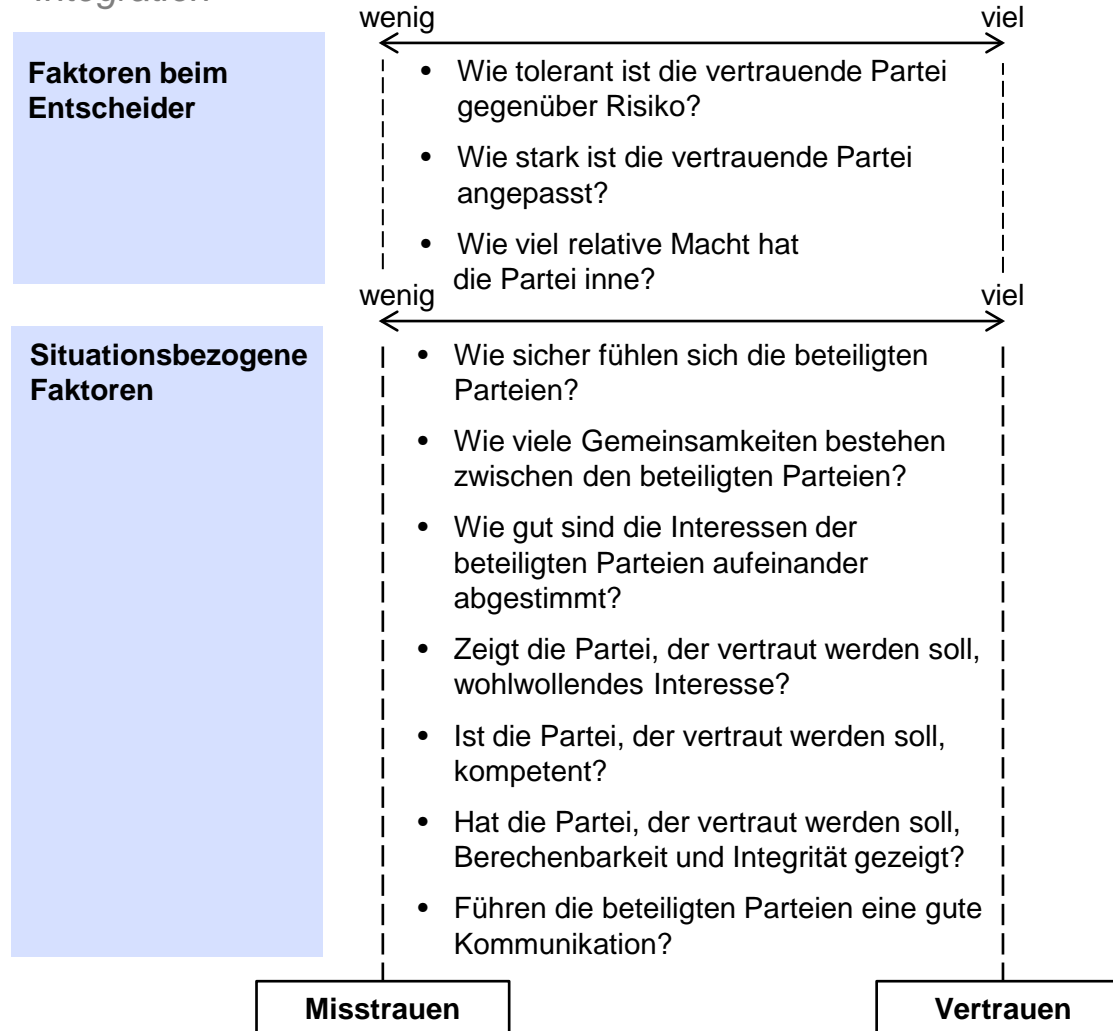 Integration
wenig viel
Faktoren beim
Entscheider
• Wie tolerant ist die vertrauende Partei
gegenüber Risiko?
• Wie stark ist die vertrauende Partei
angepasst?
• Wie viel relative Macht hat
die Partei inne?
wenig viel
Situationsbezogene
Faktoren
• Wie sicher fühlen sich die beteiligten
Parteien?
• Wie viele Gemeinsamkeiten bestehen
zwischen den beteiligten Parteien?
• Wie gut sind die Interessen der
beteiligten Parteien aufeinander
abgestimmt?
• Zeigt die Partei, der vertraut werden soll,
wohlwollendes Interesse?
• Ist die Partei, der vertraut werden soll,
kompetent?
• Hat die Partei, der vertraut werden soll,
Berechenbarkeit und Integrität gezeigt?
• Führen die beteiligten Parteien eine gute
Kommunikation?
Misstrauen Vertrauen